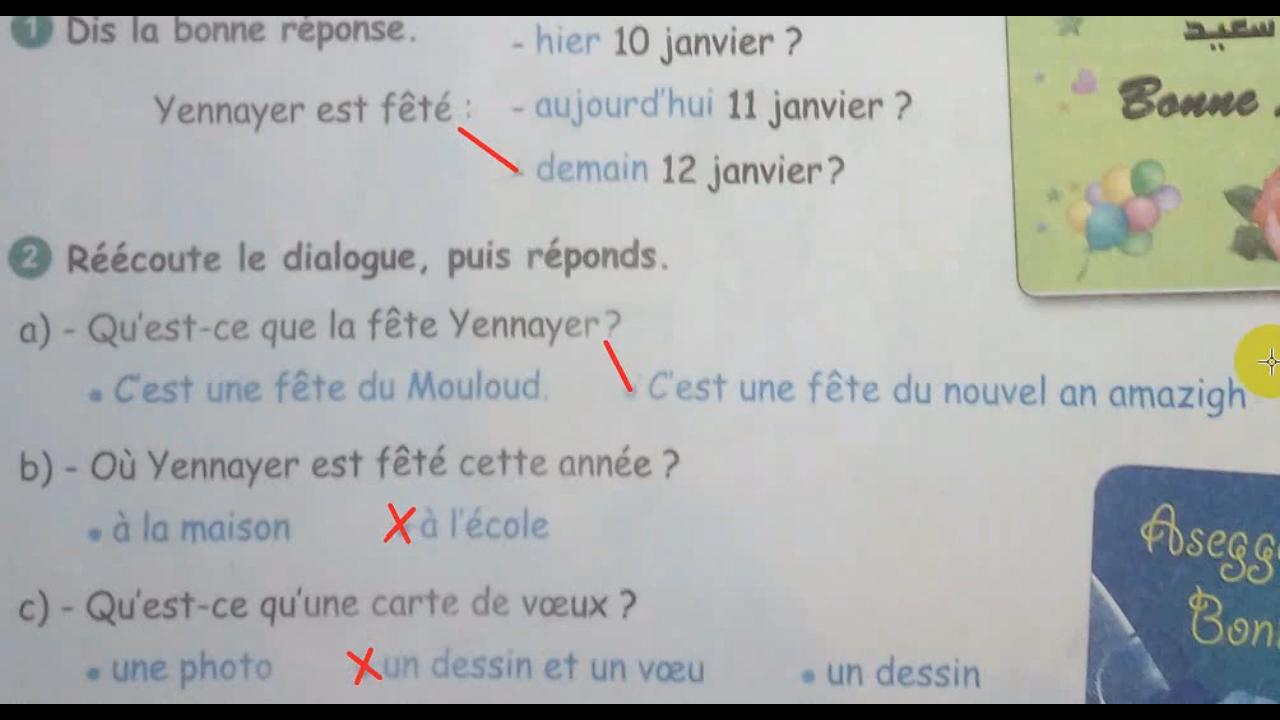 1 Dis la bonne réponse.
- hier 10 janvier ?
Yennayer est fêté :
- aujourd'hui 11 janvier ?
- demain 12 janvier ?
2 Réécoute le dialogue, puis réponds.
a) - Qu'est-ce que la fête Yennayer ?
• C'est une fête du Mouloud.
• C'est une fête du nouvel an amazigh
b) - Où Yennayer est fêté cette année ?
• à la maison
X à l'école
c) - Qu'est-ce qu'une carte de vœux ?
• une photo
X un dessin et un vœu
• un dessin
سعيد
Bonne